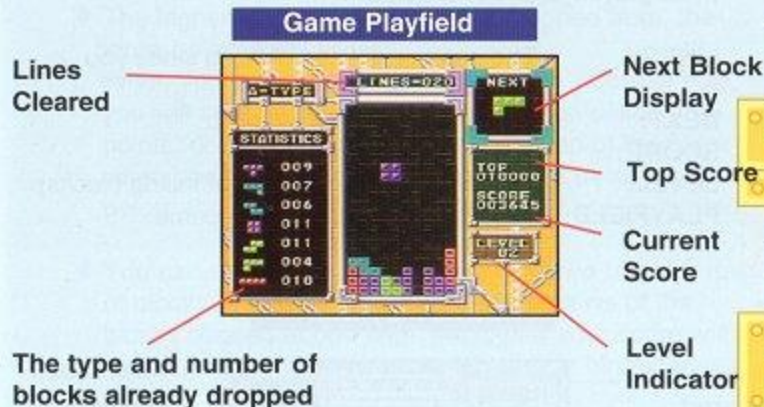 Game Playfield
Lines
Cleared
A-TYPE
LINES-020
NEXT
STATISTICS
009
007
006
011
011
004
010
TOP
010000
SCORE
003645
LEVEL
02
Next Block
Display
Top Score
Current
Score
Level
Indicator
The type and number of
blocks already dropped